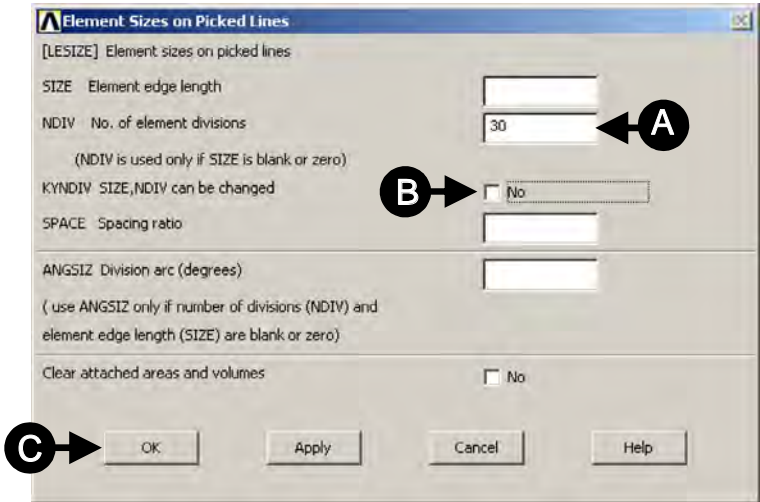 Element Sizes on Picked Lines
[LESIZE] Element sizes on picked lines
SIZE Element edge length
NDIV No. of element divisions 30 A
(NDIV is used only if SIZE is blank or zero)
KYNDIV SIZE,NDIV can be changed B No
SPACE Spacing ratio
ANGSIZ Division arc (degrees)
( use ANGSIZ only if number of divisions (NDIV) and
element edge length (SIZE) are blank or zero)
Clear attached areas and volumes No
C OK Apply Cancel Help